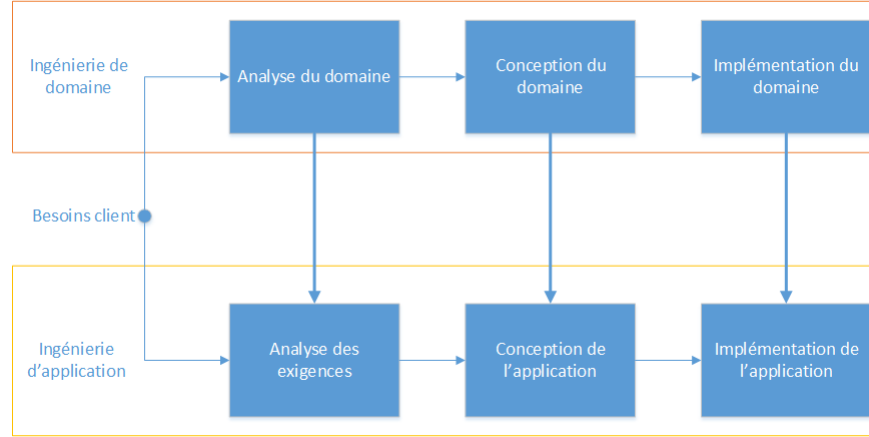 Ingénierie de
domaine
Analyse du domaine
Conception du
domaine
Implémentation du
domaine
Besoins client
Ingénierie
d'application
Analyse des
exigences
Conception de
l'application
Implémentation de
l'application